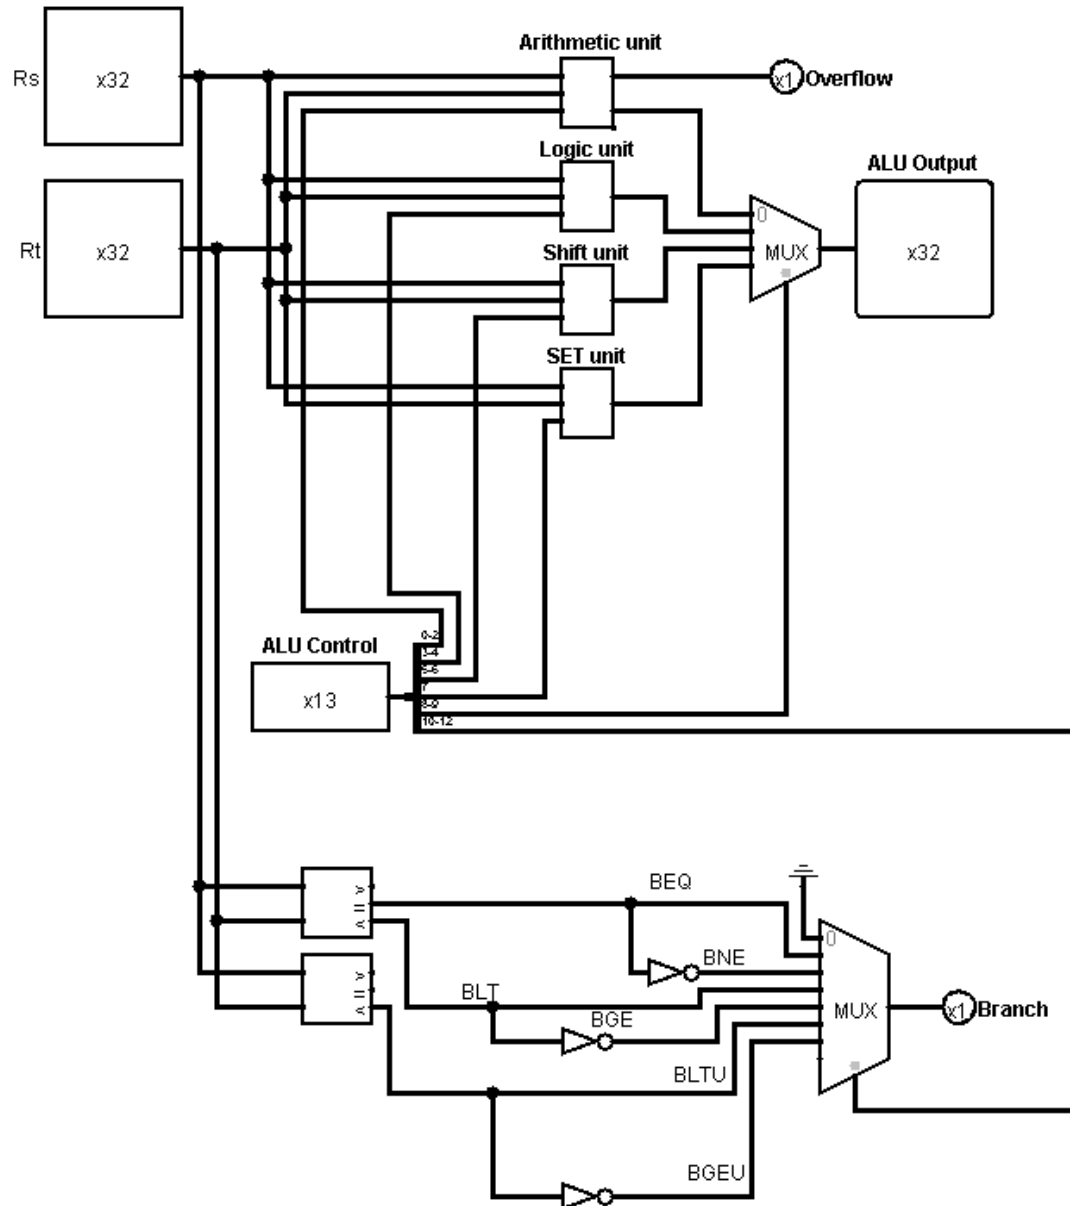 Arithmetic unit
Rs
x32
x1
Overflow
Logic unit
ALU Output
Rt
x32
0
MUX
x32
Shift unit
SET unit
0-2
3-4
5-6
7
8-9
10-12
ALU Control
x13
>
=
<
BEQ
0
BNE
>
=
<
BLT
BGE
MUX
x1
Branch
BLTU
BGEU